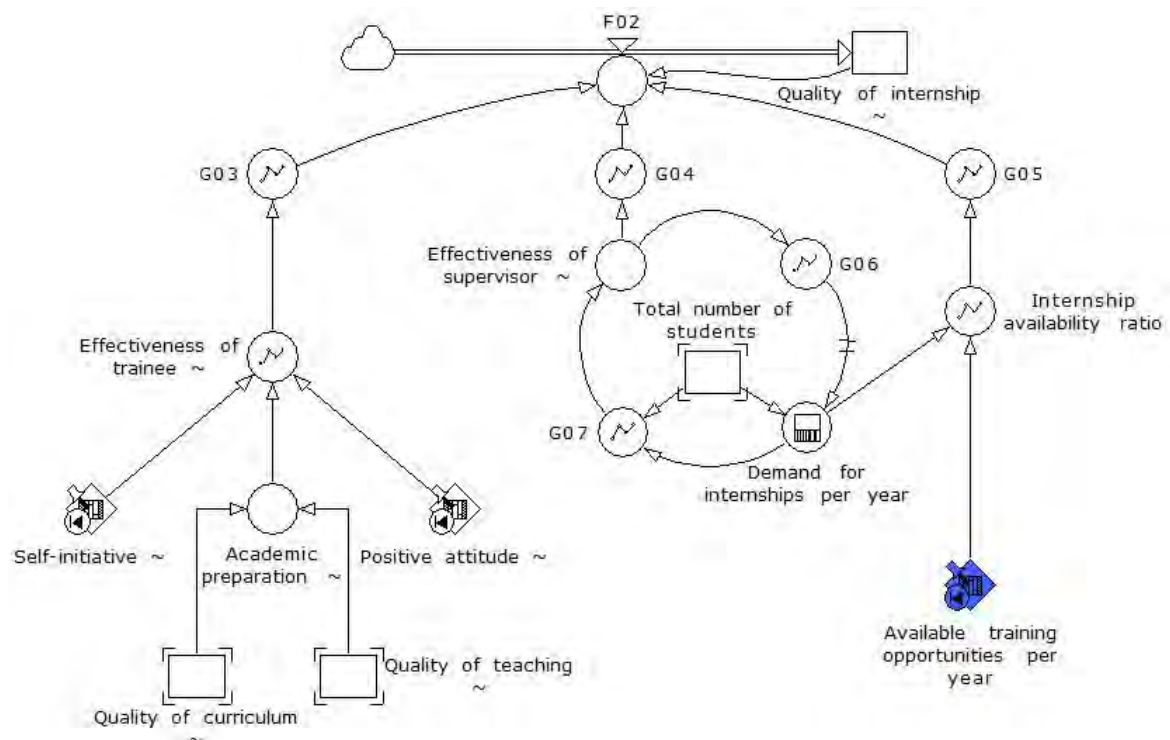 F02
Quality of internship
~
G03
G04
G05
Effectiveness of
supervisor ~
G06
Total number of
students
Internship
availability ratio
Effectiveness of
trainee ~
G07
Demand for
internships per year
Self-initiative ~
Academic
preparation ~
Positive attitude ~
Available training
opportunities per
year
Quality of teaching
~
Quality of curriculum
~